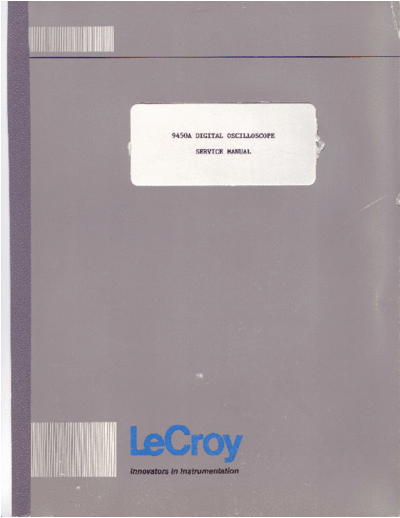 9450A DIGITAL OSCILLOSCOPE
SERVICE MANUAL
LeCroy
Innovators in Instrumentation